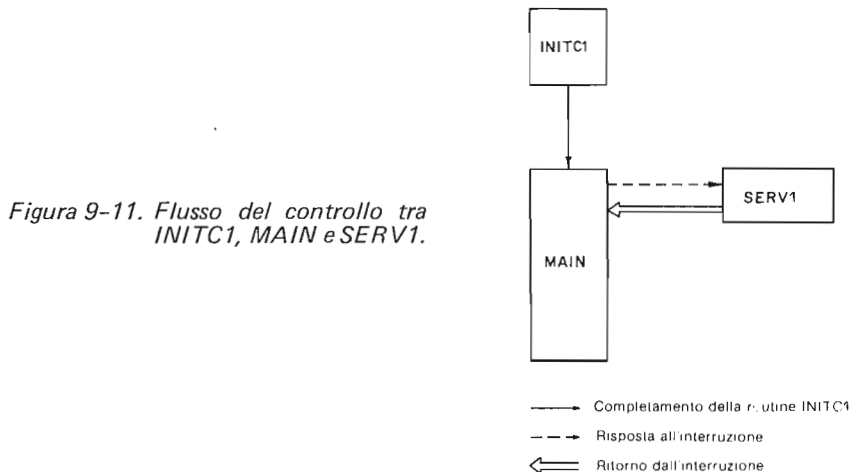 INITC1
Figura 9-11. Flusso del controllo tra
INITC1, MAIN e SERV1.
SERV1
MAIN
Completamento della routine INITC1
Risposta all'interruzione
Ritorno dall'interruzione